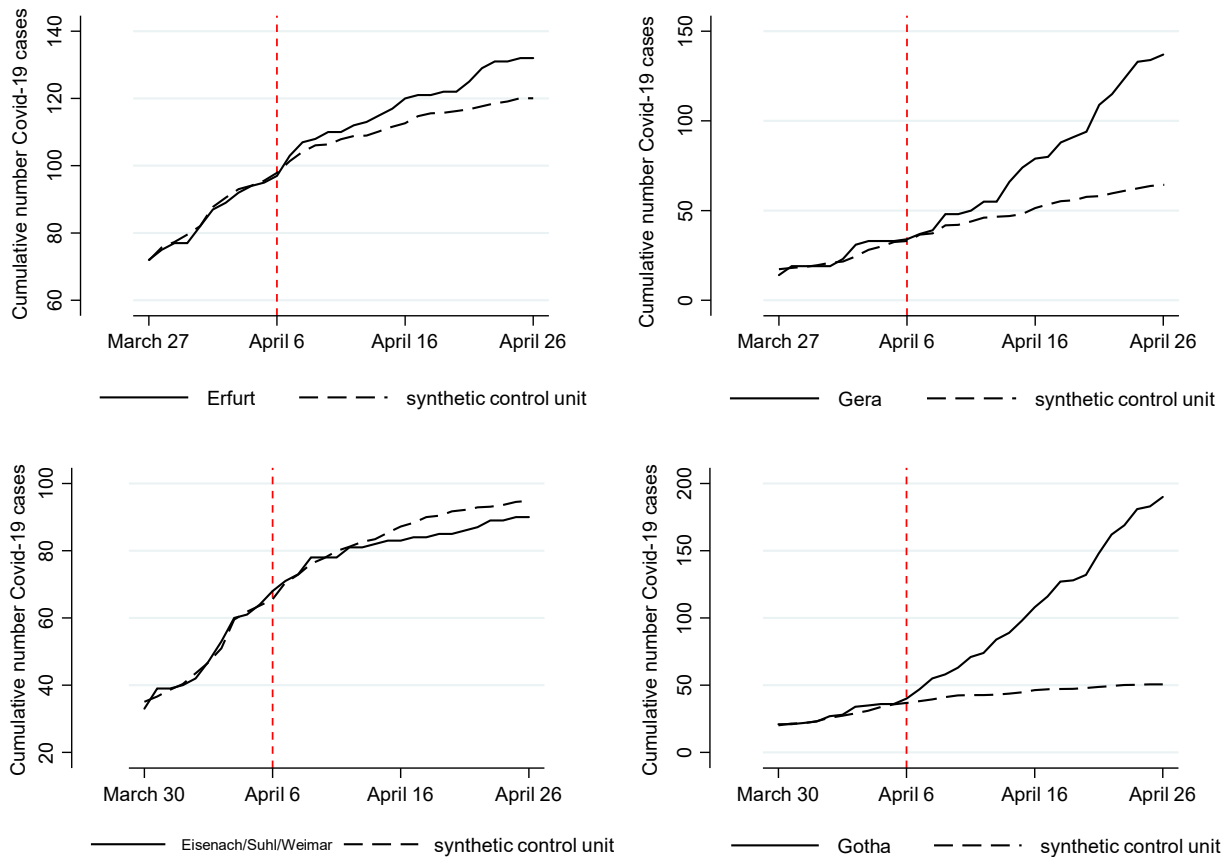 Cumulative number Covid-19 cases
140
120
100
80
60
March 27 April 6 April 16 April 26
Erfurt synthetic control unit
Cumulative number Covid-19 cases
150
100
50
0
March 27 April 6 April 16 April 26
Gera synthetic control unit
Cumulative number Covid-19 cases
100
80
60
40
20
March 30 April 6 April 16 April 26
Eisenach/Suhl/Weimar synthetic control unit
Cumulative number Covid-19 cases
200
150
100
50
0
March 30 April 6 April 16 April 26
Gotha synthetic control unit